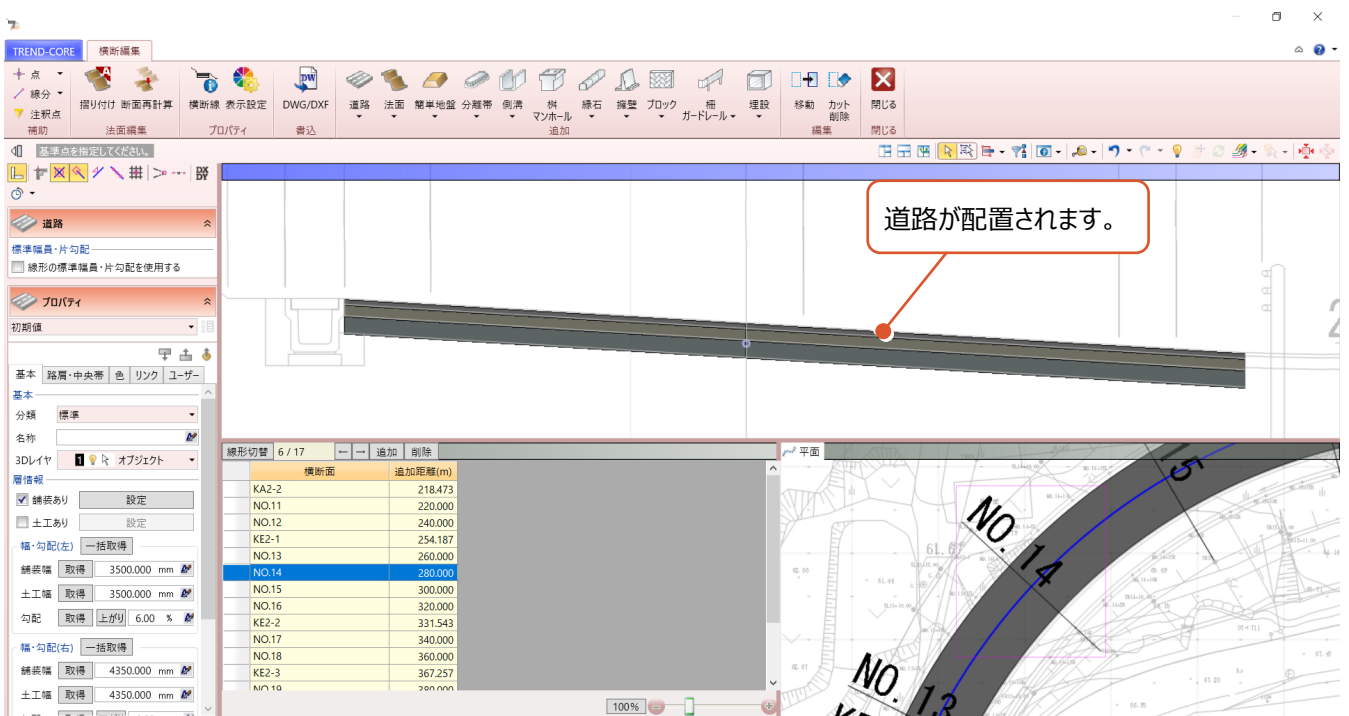 TREND-CORE 横断編集
点 線分 注釈点 摺り付け 断面再計算 横断線 表示設定 DWG/DXF 道路 法面 簡単地盤 分離帯 側溝 桝 マンホール 縁石 擁壁 ブロック 柵 ガードレール 埋設 移動 カット 削除 閉じる
補助 法面編集 プロパティ 書込 追加 編集 閉じる
基準点を指定してください。
道路
標準幅員・片勾配
線形の標準幅員・片勾配を使用する
プロパティ
初期値
基本 路肩・中央帯 色 リンク ユーザー
基本
分類 標準
名称
3Dレイヤ 1 オブジェクト
層情報
舗装あり 設定
土工あり 設定
幅・勾配(左) 一括取得
舗装幅 取得 3500.000 mm
土工幅 取得 3500.000 mm
勾配 取得 上がり 6.00 %
幅・勾配(右) 一括取得
舗装幅 取得 4350.000 mm
土工幅 取得 4350.000 mm
道路が配置されます。
2
線形切替 6 / 17 ← → 追加 削除
横断面 追加距離(m)
KA2-2 218.473
NO.11 220.000
NO.12 240.000
KE2-1 254.187
NO.13 260.000
NO.14 280.000
NO.15 300.000
NO.16 320.000
KE2-2 331.543
NO.17 340.000
NO.18 360.000
KE2-3 367.257
NO.19 380.000
100%
平面
15
NO. 14
NO. 13
61.67